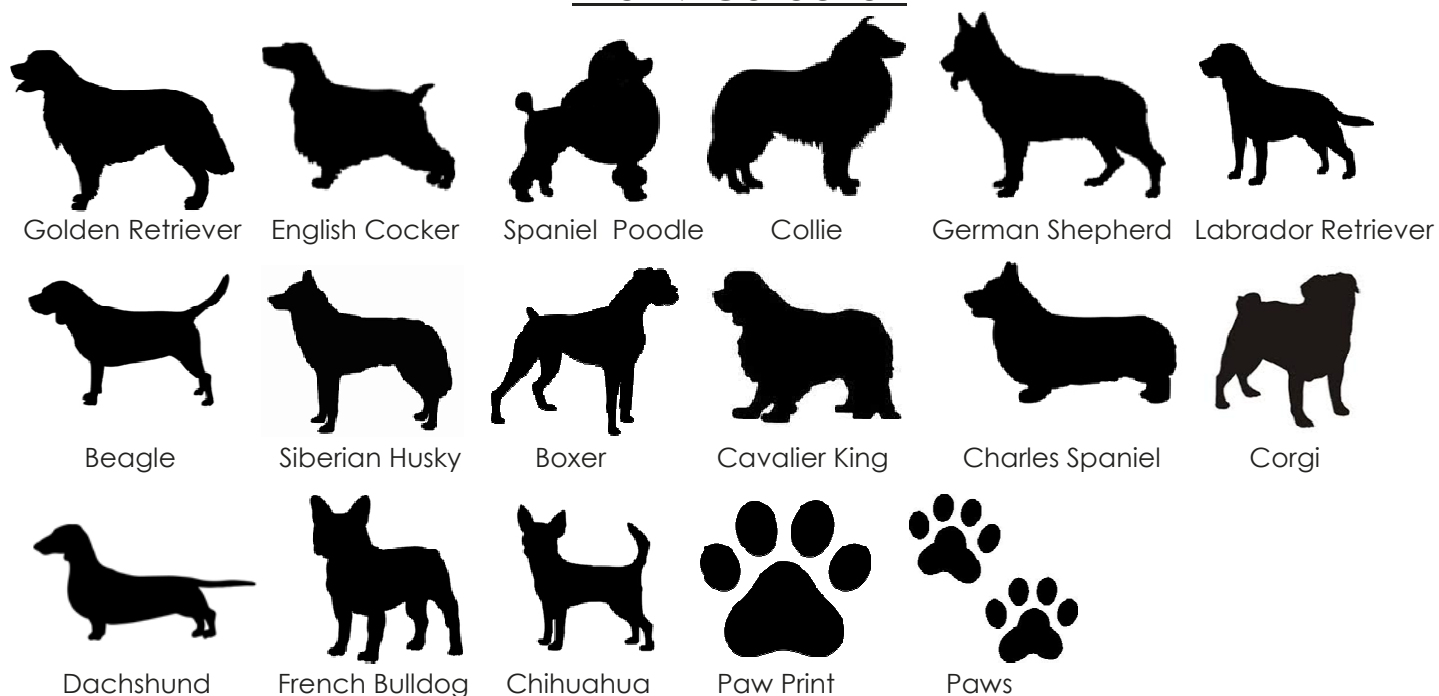 Golden Retriever English Cocker Spaniel Poodle Collie German Shepherd Labrador Retriever
Beagle Siberian Husky Boxer Cavalier King Charles Spaniel Corgi
Dachshund French Bulldog Chihuahua Paw Print Paws